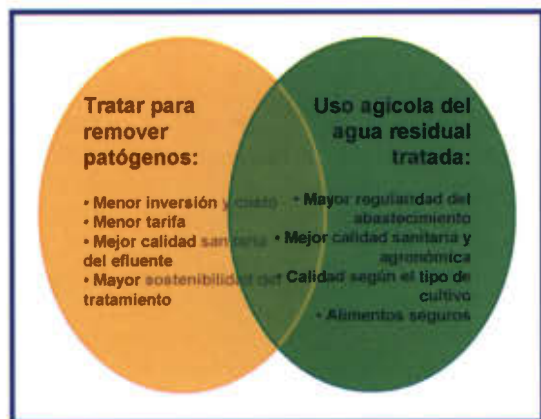 Tratar para
remover
patógenos:
• Menor inversión y costo
• Menor tarifa
• Mejor calidad sanitaria
del efluente
• Mayor sostenibilidad del
tratamiento
Uso agicola del
agua residual
tratada:
• Mayor regularidad del
abastecimiento
• Mejor calidad sanitaria y
agronómica
Calidad según el tipo de
cultivo
• Alimentos seguros